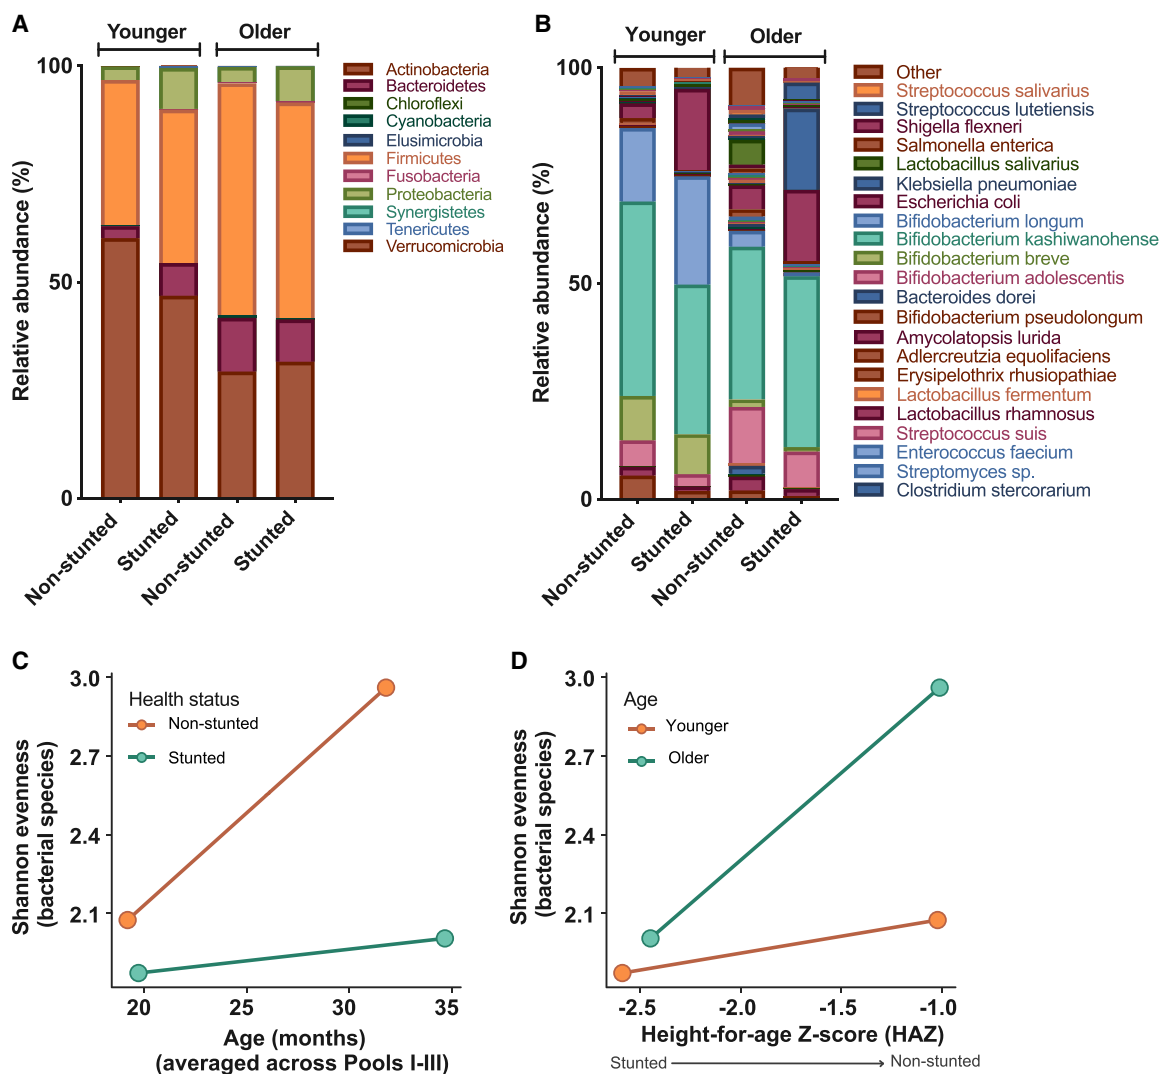 A
Younger
Older
Relative abundance (%)
100
50
0
Non-stunted
Stunted
Non-stunted
Stunted
Actinobacteria
Bacteroidetes
Chloroflexi
Cyanobacteria
Elusimicrobia
Firmicutes
Fusobacteria
Proteobacteria
Synergistetes
Tenericutes
Verrucomicrobia
B
Younger
Older
Relative abundance (%)
100
50
0
Non-stunted
Stunted
Non-stunted
Stunted
Other
Streptococcus salivarius
Streptococcus lutetiensis
Shigella flexneri
Salmonella enterica
Lactobacillus salivarius
Klebsiella pneumoniae
Escherichia coli
Bifidobacterium longum
Bifidobacterium kashiwanohense
Bifidobacterium breve
Bifidobacterium adolescentis
Bacteroides dorei
Bifidobacterium pseudolongum
Amycolatopsis lurida
Adlercreutzia equolifaciens
Erysipelothrix rhusiopathiae
Lactobacillus fermentum
Lactobacillus rhamnosus
Streptococcus suis
Enterococcus faecium
Streptomyces sp.
Clostridium stercorarium
C
Shannon evenness
(bacterial species)
3.0
2.7
2.4
2.1
Health status
Non-stunted
Stunted
20
25
30
35
Age (months)
(averaged across Pools I-III)
D
Shannon evenness
(bacterial species)
3.0
2.7
2.4
2.1
Age
Younger
Older
-2.5
-2.0
-1.5
-1.0
Height-for-age Z-score (HAZ)
Stunted
Non-stunted